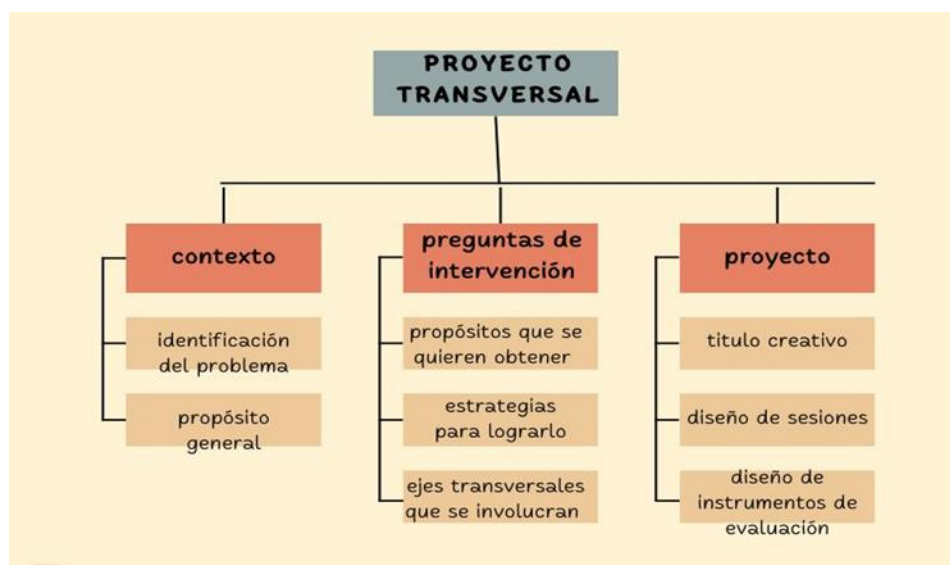 PROYECTO
TRANSVERSAL
contexto
identificación
del problema
propósito
general
preguntas de
intervención
propósitos que se
quieren obtener
estrategias
para lograrlo
ejes transversales
que se involucran
proyecto
titulo creativo
diseño de sesiones
diseño de
instrumentos de
evaluación